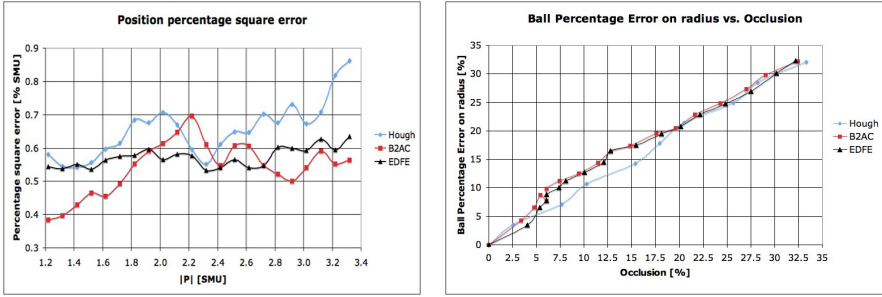 Position percentage square error
Percentage square error [% SMU]
0.9
0.8
0.7
0.6
0.5
0.4
0.3
1.2 1.4 1.6 1.8 2.0 2.2 2.4 2.6 2.8 3.0 3.2 3.4
|P| [SMU]
Hough
B2AC
EDFE
Ball Percentage Error on radius vs. Occlusion
Ball Percentage Error on radius [%]
35
30
25
20
15
10
5
0
0 2.5 5 7.5 10 12.5 15 17.5 20 22.5 25 27.5 30 32.5 35
Occlusion [%]
Hough
B2AC
EDFE